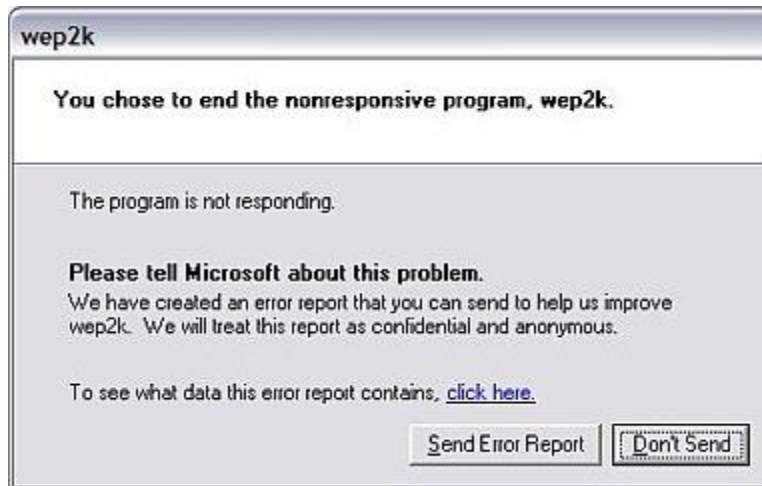 wep2k
You chose to end the nonresponsive program, wep2k.
The program is not responding.
Please tell Microsoft about this problem.
We have created an error report that you can send to help us improve
wep2k.  We will treat this report as confidential and anonymous.
To see what data this error report contains, click here.
Send Error Report Don't Send